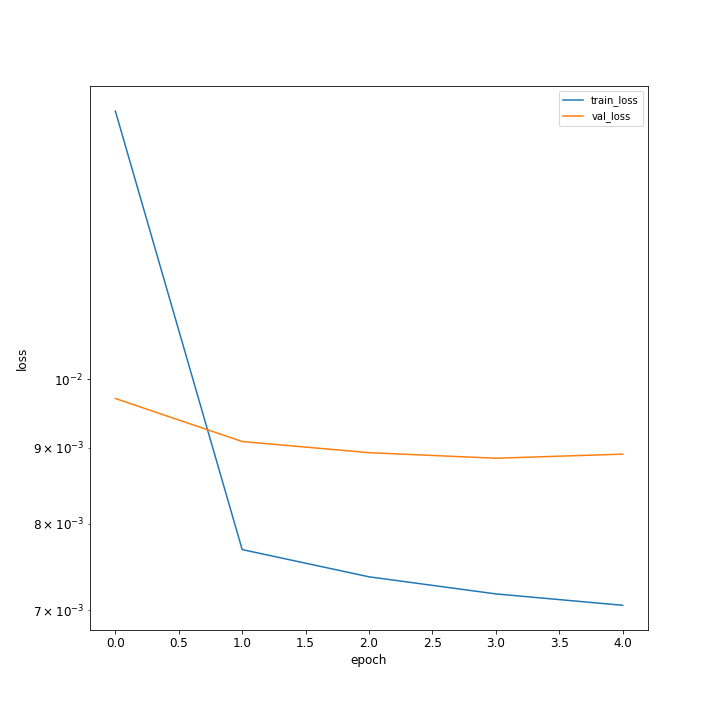 train_loss
val_loss
loss
10⁻²
9 × 10⁻³
8 × 10⁻³
7 × 10⁻³
0.0 0.5 1.0 1.5 2.0 2.5 3.0 3.5 4.0
epoch